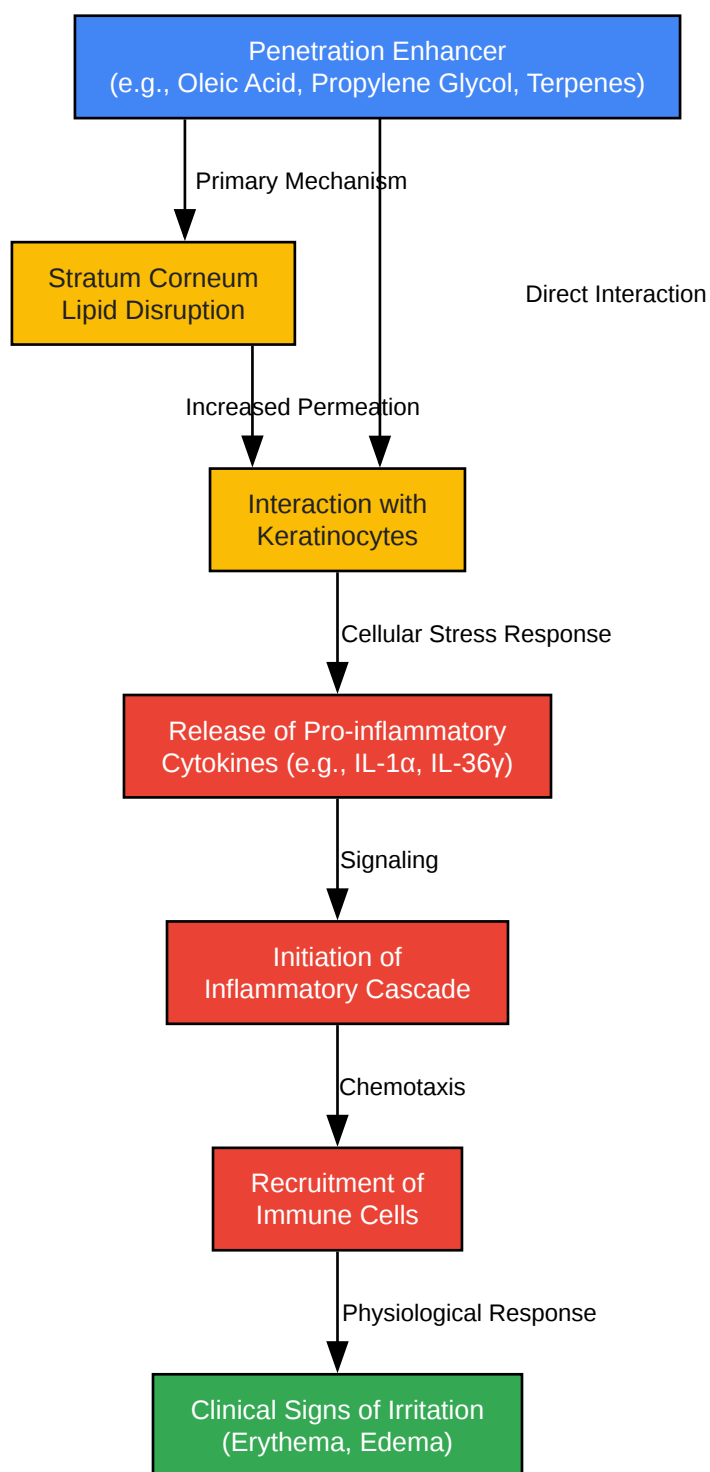 Penetration Enhancer
(e.g., Oleic Acid, Propylene Glycol, Terpenes)
Primary Mechanism
Stratum Corneum
Lipid Disruption
Direct Interaction
Increased Permeation
Interaction with
Keratinocytes
Cellular Stress Response
Release of Pro-inflammatory
Cytokines (e.g., IL-1α, IL-36γ)
Signaling
Initiation of
Inflammatory Cascade
Chemotaxis
Recruitment of
Immune Cells
Physiological Response
Clinical Signs of Irritation
(Erythema, Edema)